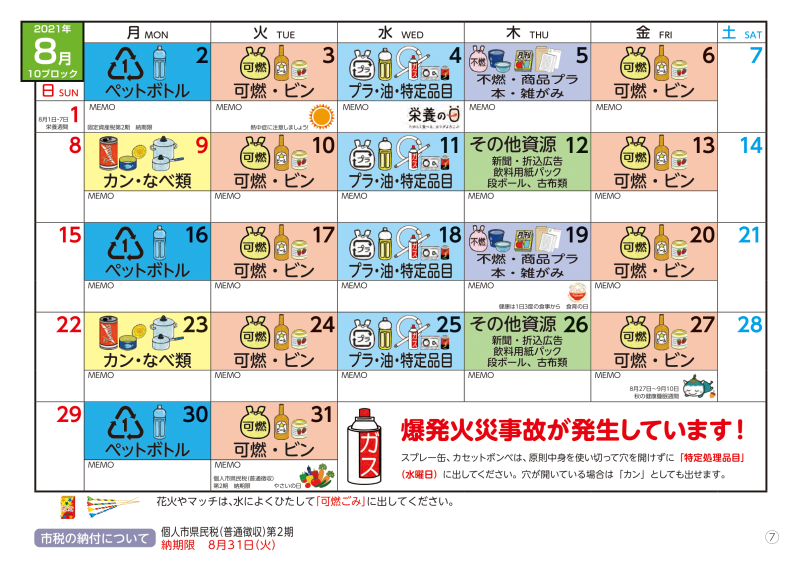 2021年
8月
10ブロック
月 MON
火 TUE
水 WED
木 THU
金 FRI
土 SAT
日 SUN
2
ペットボトル
可燃
3
可燃・ビン
プラ
ガス
4
プラ・油・特定品目
不燃
月刊
5
不燃・商品プラ
本・雑がみ
可燃
6
可燃・ビン
7
8月1日~7日
栄養週間
1
MEMO
固定資産税第2期 納期限
MEMO
熱中症に注意しましょう!
MEMO
栄養の日
MEMO
MEMO
8
9
カン・なべ類
可燃
10
可燃・ビン
プラ
ガス
11
プラ・油・特定品目
その他資源 12
新聞・折込広告
飲料用紙パック
段ボール、古布類
可燃
13
可燃・ビン
14
MEMO
MEMO
MEMO
MEMO
MEMO
15
1
16
ペットボトル
可燃
17
可燃・ビン
プラ
ガス
18
プラ・油・特定品目
不燃
月刊
19
不燃・商品プラ
本・雑がみ
可燃
20
可燃・ビン
21
MEMO
MEMO
MEMO
MEMO
健康は1日3度の食事から 食育の日
MEMO
22
23
カン・なべ類
可燃
24
可燃・ビン
プラ
ガス
25
プラ・油・特定品目
その他資源 26
新聞・折込広告
飲料用紙パック
段ボール、古布類
可燃
27
可燃・ビン
28
MEMO
MEMO
MEMO
MEMO
MEMO
8月27日~9月10日
秋の健康睡眠週間
29
1
30
ペットボトル
可燃
31
可燃・ビン
MEMO
MEMO
個人市県民税(普通徴収)
第2期 納期限 やさいの日
ガス
爆発火災事故が発生しています!
スプレー缶、カセットボンベは、原則中身を使い切って穴を開けずに「特定処理品目」
(水曜日)に出してください。穴が開いている場合は「カン」としても出せます。
花火やマッチは、水によくひたして「可燃ごみ」に出してください。
市税の納付について
個人市県民税(普通徴収)第2期
納期限 8月31日(火)
⑦